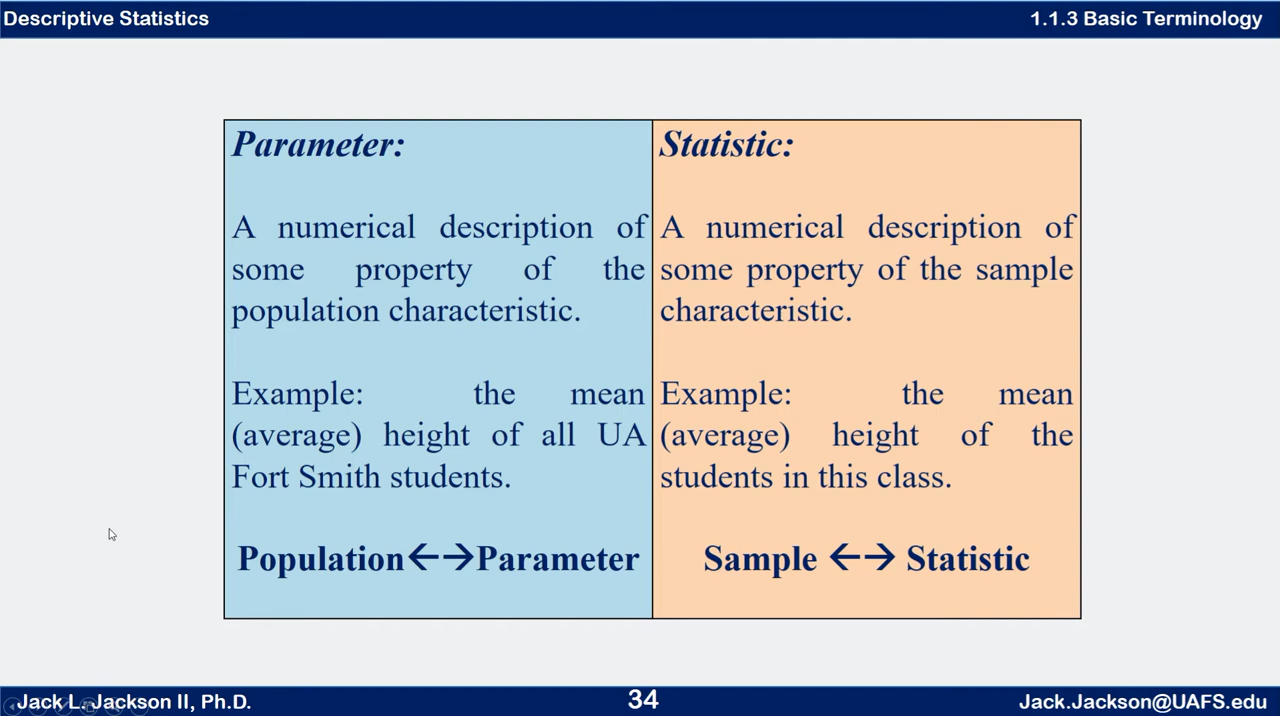 Descriptive Statistics
1.1.3 Basic Terminology
Parameter:
A numerical description of
some property of the
population characteristic.
Example: the mean
(average) height of all UA
Fort Smith students.
Population←→Parameter
Statistic:
A numerical description of
some property of the sample
characteristic.
Example: the mean
(average) height of the
students in this class.
Sample ←→ Statistic
Jack L. Jackson II, Ph.D.
34
Jack.Jackson@UAFS.edu